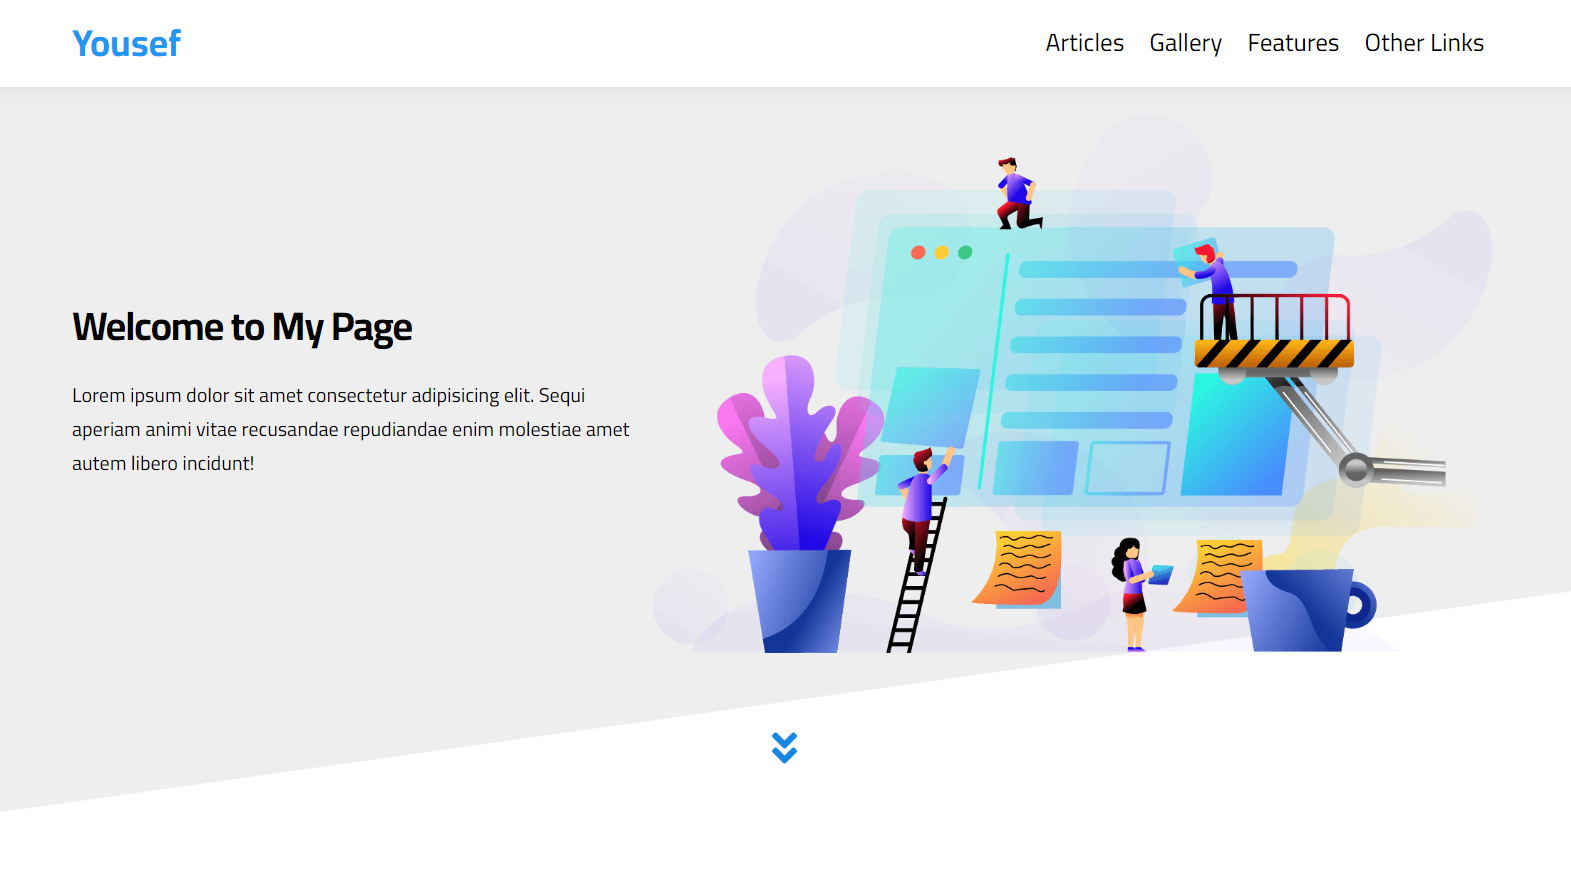 Yousef
Articles Gallery Features Other Links
Welcome to My Page
Lorem ipsum dolor sit amet consectetur adipisicing elit. Sequi
aperiam animi vitae recusandae repudiandae enim molestiae amet
autem libero incidunt!